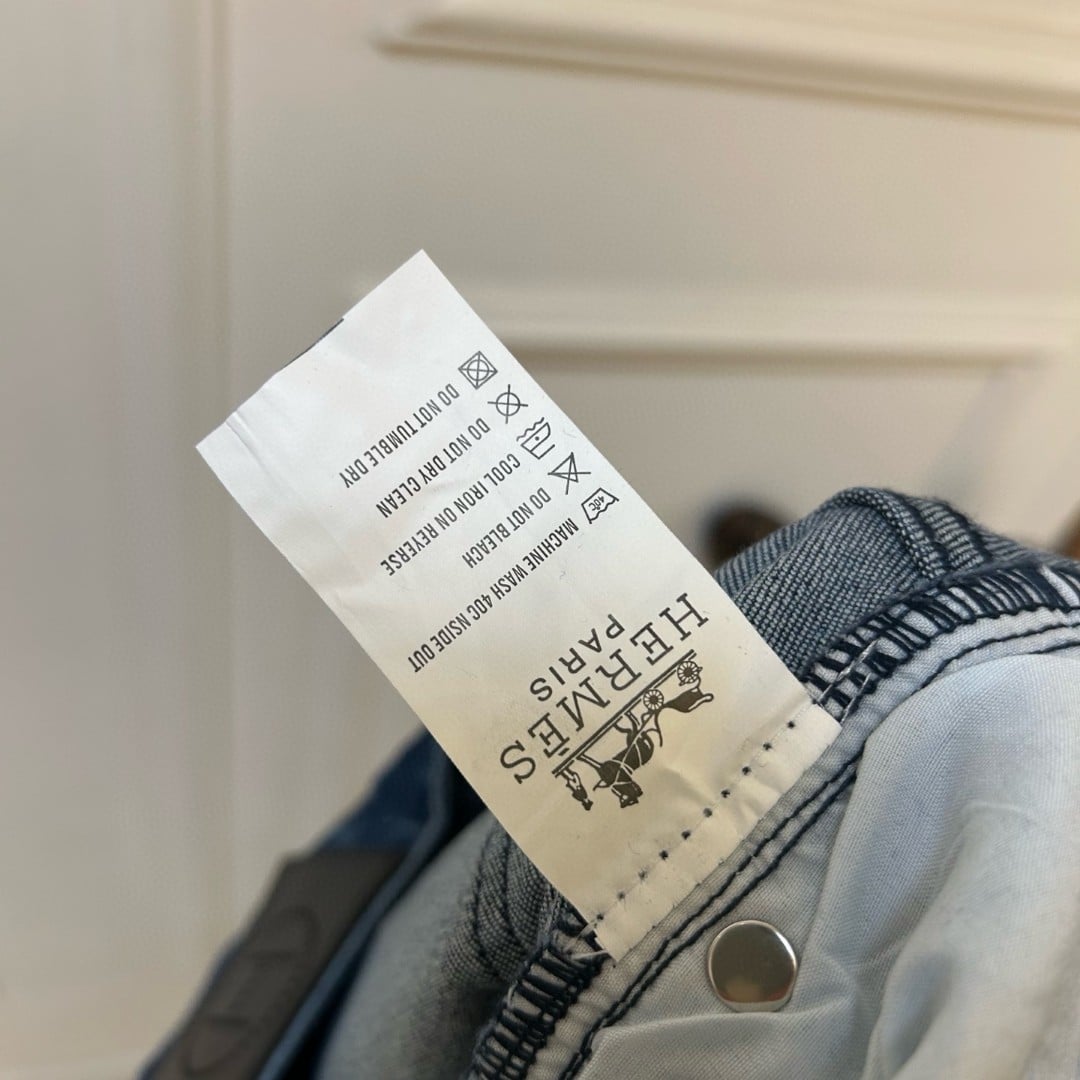 HERMÈS
PARIS
40C
MACHINE WASH 40C NSIDE OUT
DO NOT BLEACH
COOL IRON ON REVERSE
DO NOT DRY CLEAN
DO NOT TUMBLE DRY